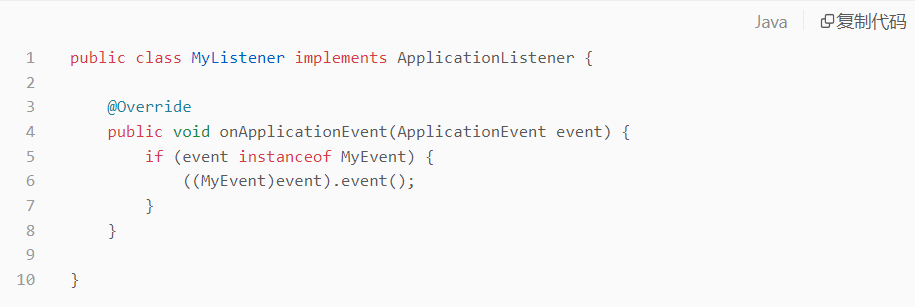 Java 复制代码
1 public class MyListener implements ApplicationListener {
2
3     @Override
4     public void onApplicationEvent(ApplicationEvent event) {
5         if (event instanceof MyEvent) {
6             ((MyEvent)event).event();
7         }
8     }
9
10 }